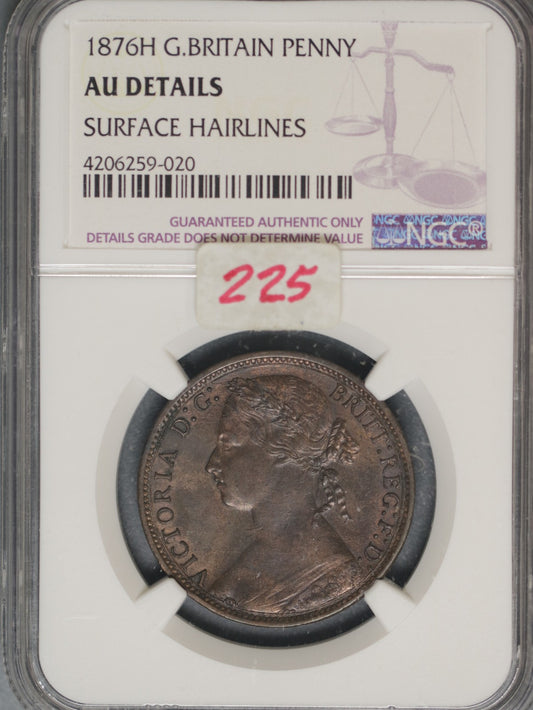 1876H G.BRITAIN PENNY
AU DETAILS
SURFACE HAIRLINES
4206259-020
GUARANTEED AUTHENTIC ONLY
DETAILS GRADE DOES NOT DETERMINE VALUE
NGC®
225
VICTORIA D:G: BRITT:REG:F:D: